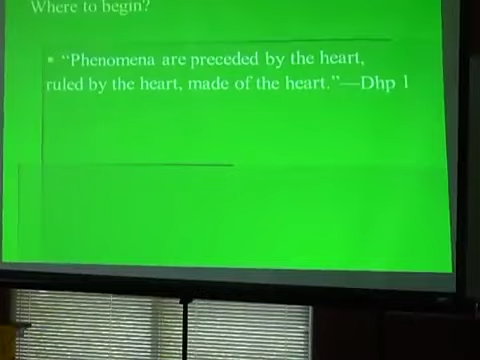 Where to begin?
• “Phenomena are preceded by the heart,
ruled by the heart, made of the heart.”—Dhp 1